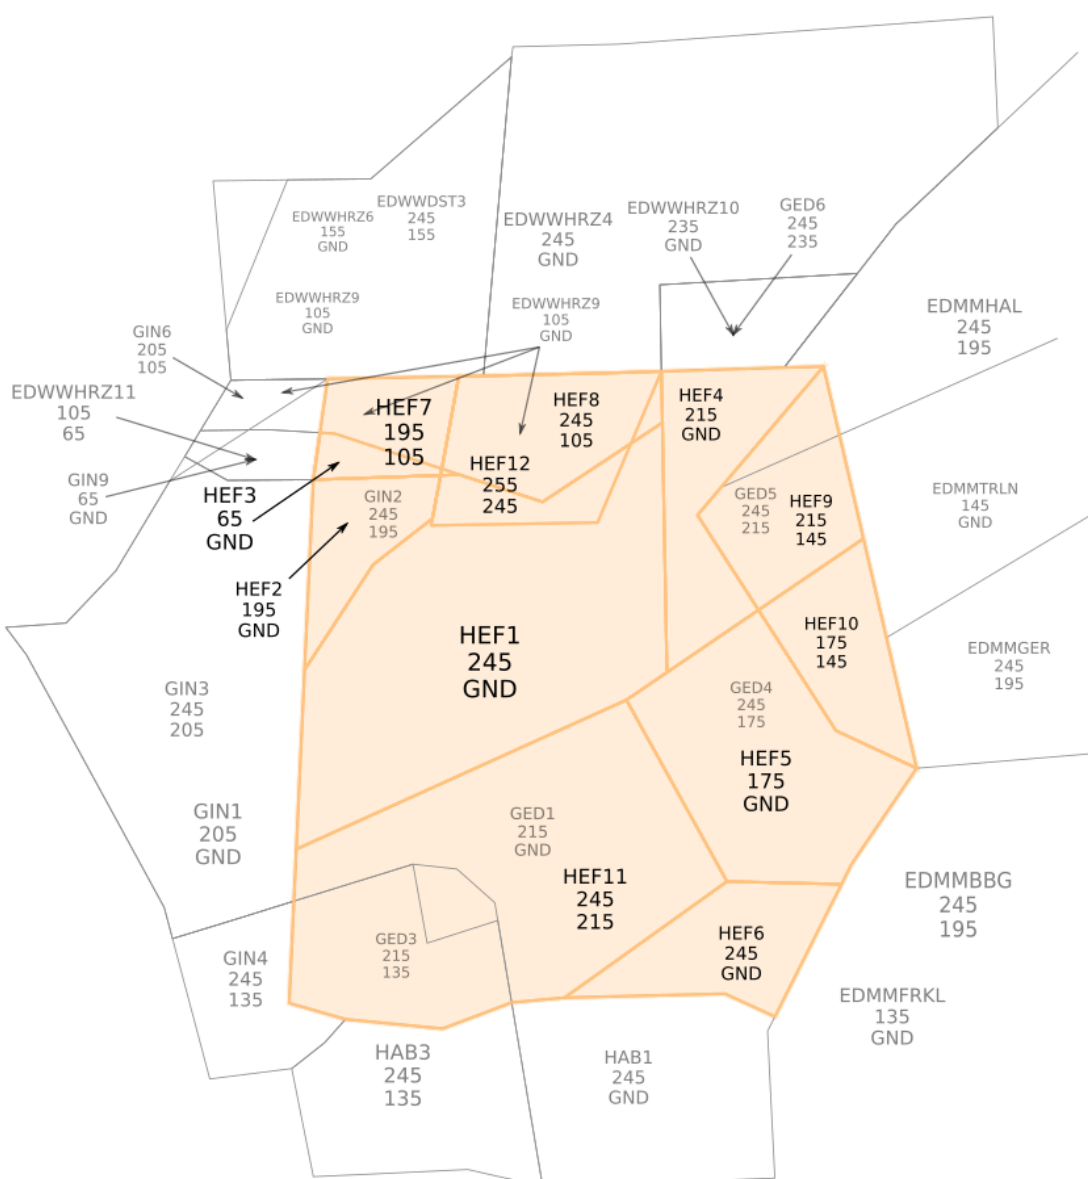 EDWWDST3
245
155
EDWWHRZ6
155
GND
EDWWHRZ4
245
GND
EDWWHRZ10
235
GND
GED6
245
235
EDWWHRZ9
105
GND
EDWWHRZ9
105
GND
EDMMHAL
245
195
GIN6
205
105
EDWWHRZ11
105
65
HEF7
195
105
HEF8
245
105
HEF4
215
GND
HEF12
255
245
GIN9
65
GND
HEF3
65
GND
GIN2
245
195
GED5
245
215
HEF9
215
145
EDMMTRLN
145
GND
HEF2
195
GND
HEF1
245
GND
HEF10
175
145
EDMMGER
245
195
GIN3
245
205
GED4
245
175
HEF5
175
GND
GIN1
205
GND
GED1
215
GND
HEF11
245
215
EDMMBBG
245
195
GED3
215
135
HEF6
245
GND
GIN4
245
135
EDMMFRKL
135
GND
HAB3
245
135
HAB1
245
GND